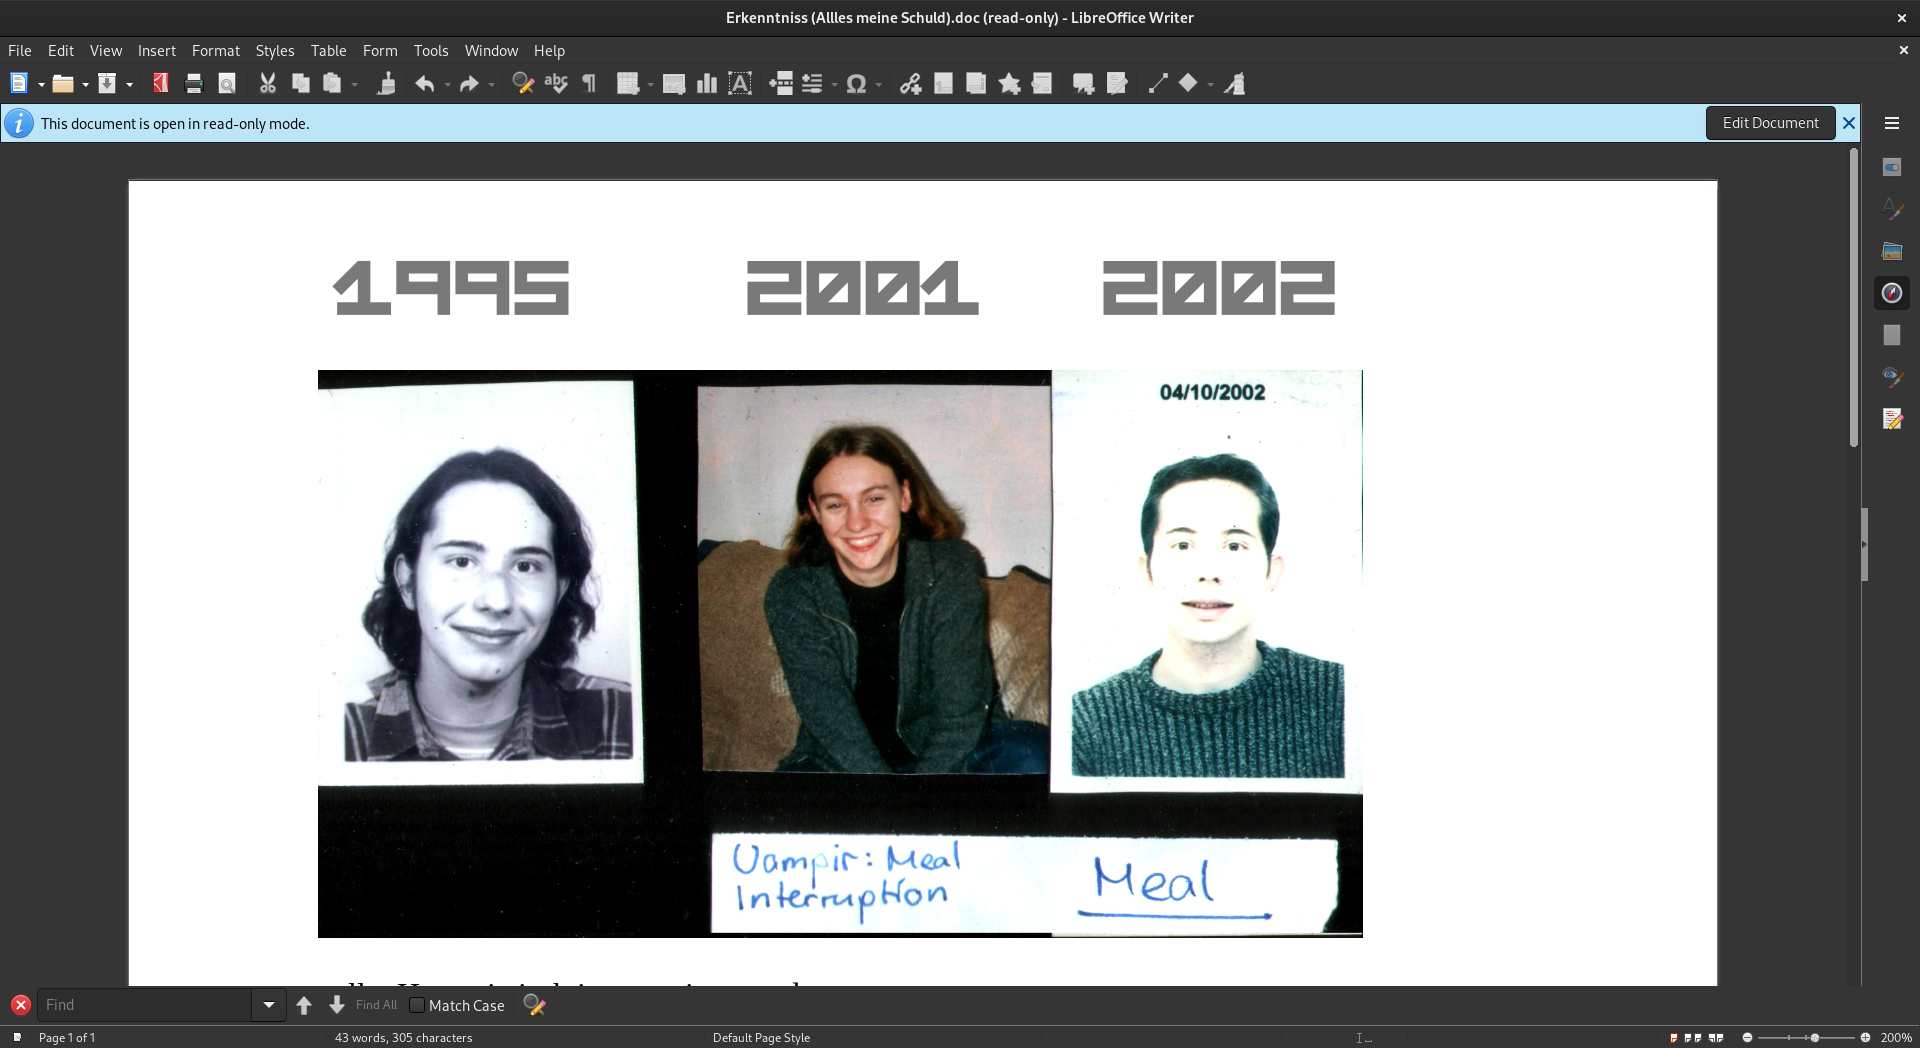 Erkenntniss (Allles meine Schuld).doc (read-only) - LibreOffice Writer
File Edit View Insert Format Styles Table Form Tools Window Help
This document is open in read-only mode.
Edit Document
1995 2001 2002
04/10/2002
Vampir: Meal
Interruption
Meal
Find
Find All
Match Case
Page 1 of 1
43 words, 305 characters
Default Page Style
200%